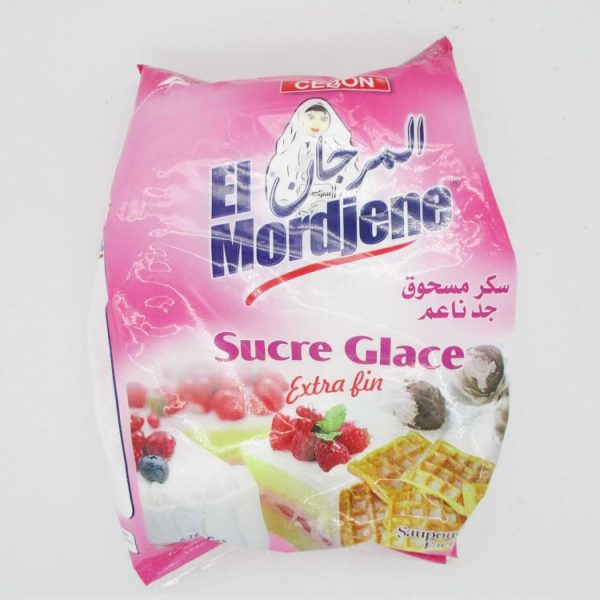 CEBON®
المرجان
El
Mordjene
سكر مسحوق
جد ناعم
Sucre Glace
Extra fin